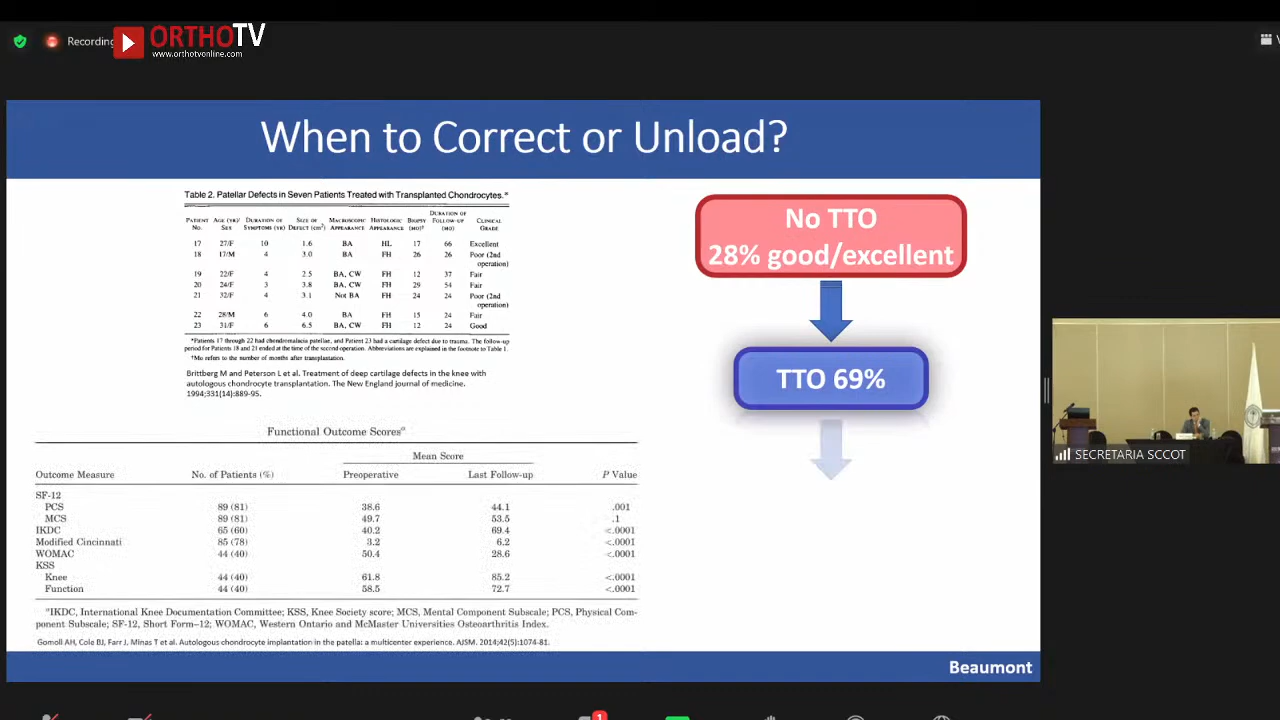 Recording
ORTHOTV
www.orthotvonline.com
When to Correct or Unload?
Table 2. Patellar Defects in Seven Patients Treated with Transplanted Chondrocytes.*
PATIENT No. AGE (YR)/ SEX DURATION OF SYMPTOMS (YR) SIZE OF DEFECT (cm²) MACROSCOPIC APPEARANCE HISTOLOGIC APPEARANCE BIOPSY (MO)† DURATION OF FOLLOW-UP (MO) CLINICAL GRADE
17 27/F 10 1.6 BA HL 17 66 Excellent
18 17/M 4 3.0 BA FH 26 26 Poor (2nd operation)
19 22/F 4 2.5 BA, CW FH 12 37 Fair
20 24/F 3 3.8 BA, CW FH 29 54 Fair
21 32/F 4 3.1 Not BA FH 24 24 Poor (2nd operation)
22 28/M 6 4.0 BA FH 15 24 Fair
23 31/F 6 6.5 BA, CW FH 12 24 Good
*Patients 17 through 22 had chondromalacia patellae, and Patient 23 had a cartilage defect due to trauma. The follow-up
period for Patients 18 and 21 ended at the time of the second operation. Abbreviations are explained in the footnote to Table 1.
†Mo refers to the number of months after transplantation.
Brittberg M and Peterson L et al. Treatment of deep cartilage defects in the knee with
autologous chondrocyte transplantation. The New England journal of medicine.
1994;331(14):889-95.
No TTO
28% good/excellent
TTO 69%
Functional Outcome Scoresᵃ
Mean Score
Outcome Measure No. of Patients (%) Preoperative Last Follow-up P Value
SF-12
PCS 89 (81) 38.6 44.1 .001
MCS 89 (81) 49.7 53.5 .1
IKDC 65 (60) 40.2 69.4 <.0001
Modified Cincinnati 85 (78) 3.2 6.2 <.0001
WOMAC 44 (40) 50.4 28.6 <.0001
KSS
Knee 44 (40) 61.8 85.2 <.0001
Function 44 (40) 58.5 72.7 <.0001
ᵃIKDC, International Knee Documentation Committee; KSS, Knee Society score; MCS, Mental Component Subscale; PCS, Physical Com-
ponent Subscale; SF-12, Short Form–12; WOMAC, Western Ontario and McMaster Universities Osteoarthritis Index.
Gomoll AH, Cole BJ, Farr J, Minas T et al. Autologous chondrocyte implantation in the patella: a multicenter experience. AJSM. 2014;42(5):1074-81.
Beaumont
SECRETARIA SCCOT
1